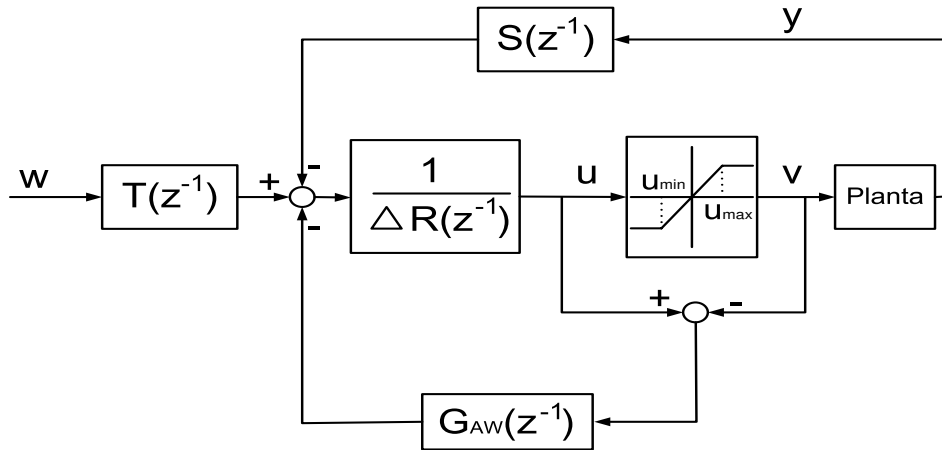 S(z⁻¹)
y
w
T(z⁻¹)
+
-
-
1
△ R(z⁻¹)
u
umin
umax
v
Planta
+
-
GAW(z⁻¹)